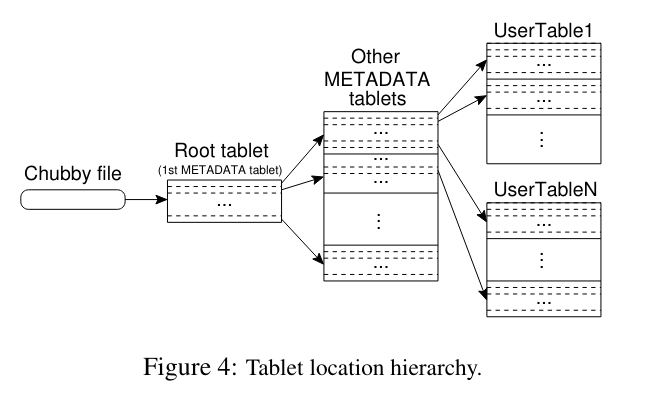 UserTable1
...
...
⋮
Other
METADATA
tablets
...
...
...
⋮
...
Root tablet
(1st METADATA tablet)
...
Chubby file
UserTableN
...
⋮
...
Figure 4: Tablet location hierarchy.